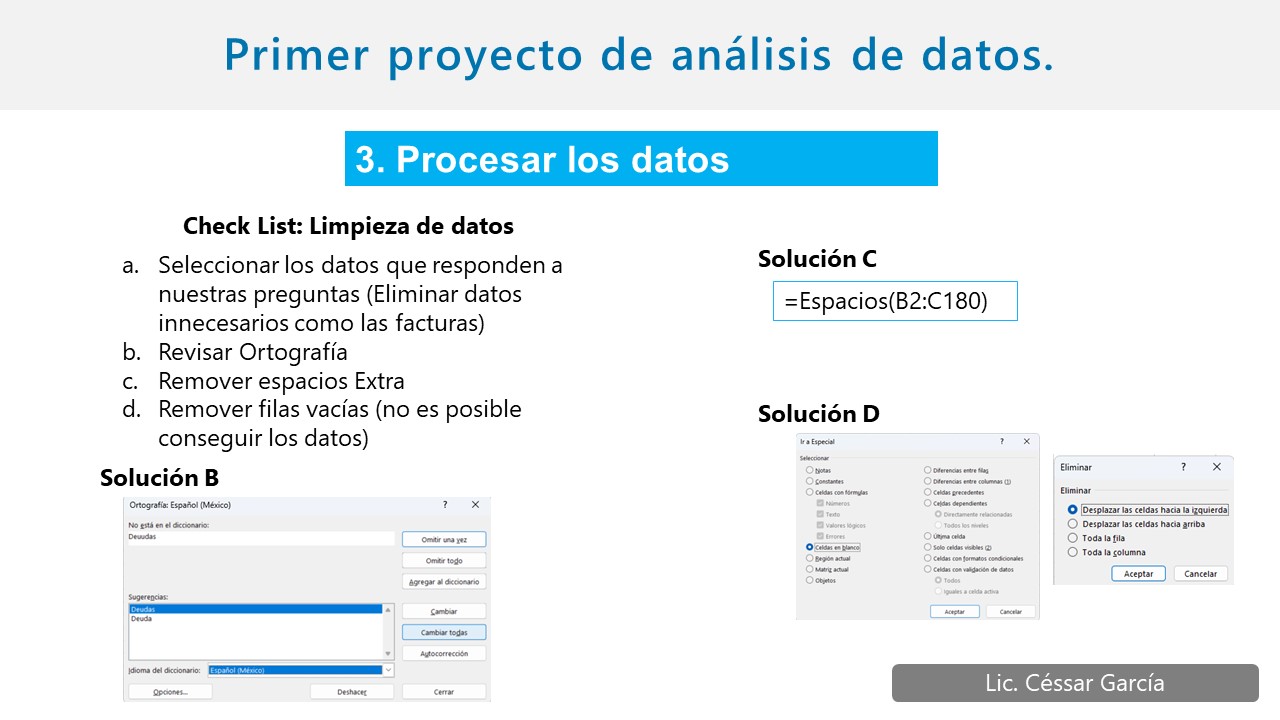 Primer proyecto de análisis de datos.
3. Procesar los datos
Check List: Limpieza de datos
a. Seleccionar los datos que responden a
nuestras preguntas (Eliminar datos
innecesarios como las facturas)
b. Revisar Ortografía
c. Remover espacios Extra
d. Remover filas vacías (no es posible
conseguir los datos)
Solución B
Ortografía: Español (México) ? ×
No está en el diccionario:
Deuudas
Omitir una vez
Omitir todo
Agregar al diccionario
Sugerencias:
Deudas
Deuda
Cambiar
Cambiar todas
Autocorrección
Idioma del diccionario: Español (México)
Opciones... Deshacer Cerrar
Solución C
=Espacios(B2:C180)
Solución D
Ir a Especial ? ×
Seleccionar
Notas
Constantes
Celdas con fórmulas
Números
Texto
Valores lógicos
Errores
Celdas en blanco
Región actual
Matriz actual
Objetos
Diferencias entre filas
Diferencias entre columnas (1)
Celdas precedentes
Celdas dependientes
Directamente relacionadas
Todos los niveles
Última celda
Solo celdas visibles (2)
Celdas con formatos condicionales
Celdas con validación de datos
Todos
Iguales a celda activa
Aceptar Cancelar
Eliminar ? ×
Eliminar
Desplazar las celdas hacia la izquierda
Desplazar las celdas hacia arriba
Toda la fila
Toda la columna
Aceptar Cancelar
Lic. Céssar García